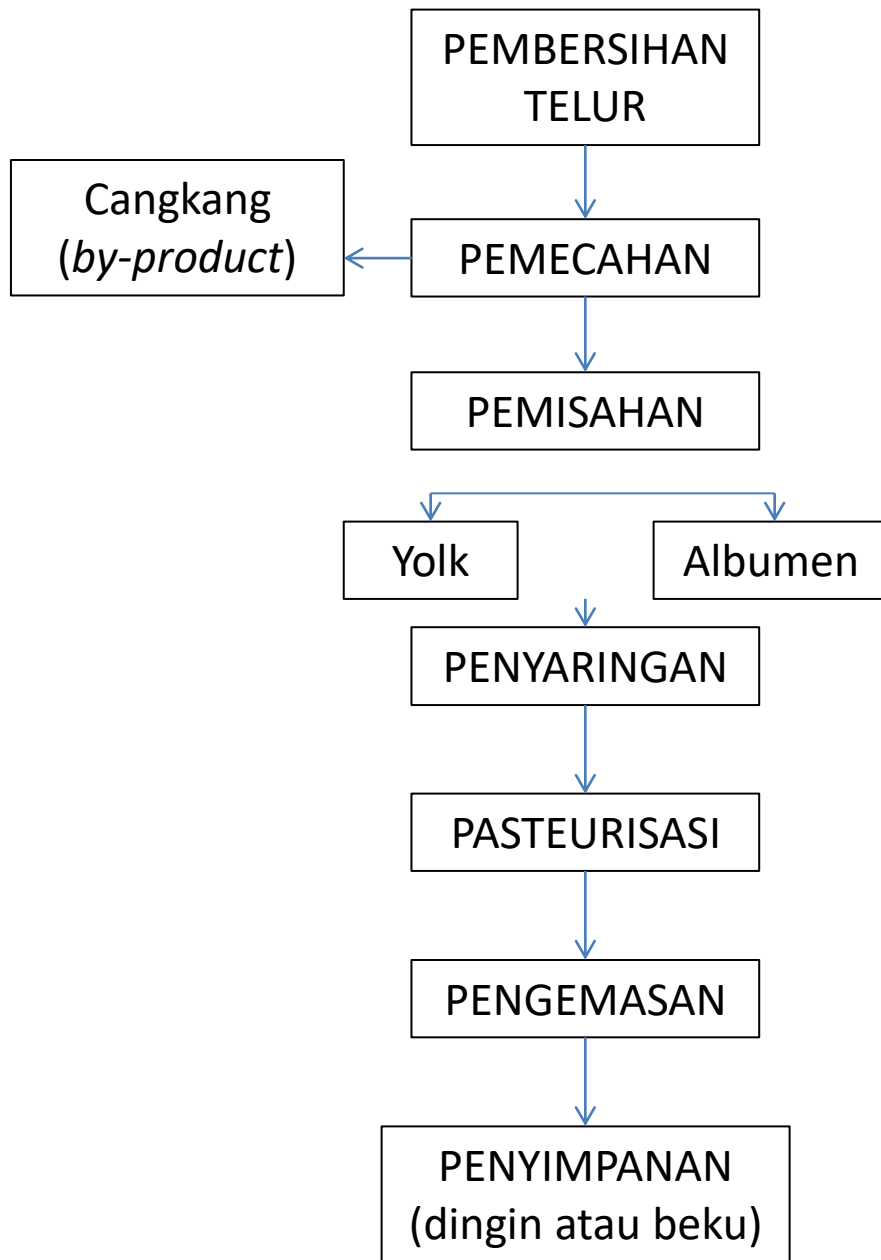 PEMBERSIHAN
TELUR
Cangkang
(by-product)
PEMECAHAN
PEMISAHAN
Yolk
Albumen
PENYARINGAN
PASTEURISASI
PENGEMASAN
PENYIMPANAN
(dingin atau beku)